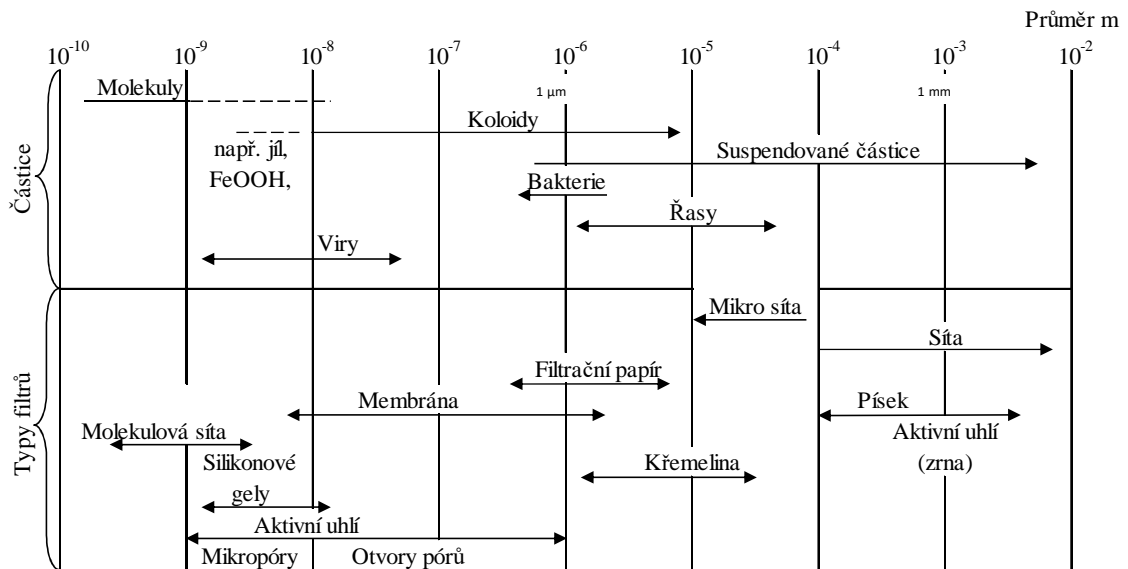 Průměr m
10-10 10-9 10-8 10-7 10-6 10-5 10-4 10-3 10-2
Molekuly
1 µm
1 mm
Koloidy
např. jíl,
FeOOH,
Suspendované částice
Bakterie
Řasy
Viry
Částice
Mikro síta
Síta
Filtrační papír
Membrána
Písek
Molekulová síta
Aktivní uhlí
(zrna)
Silikonové
gely
Křemelina
Aktivní uhlí
Mikropóry
Otvory pórů
Typy filtrů